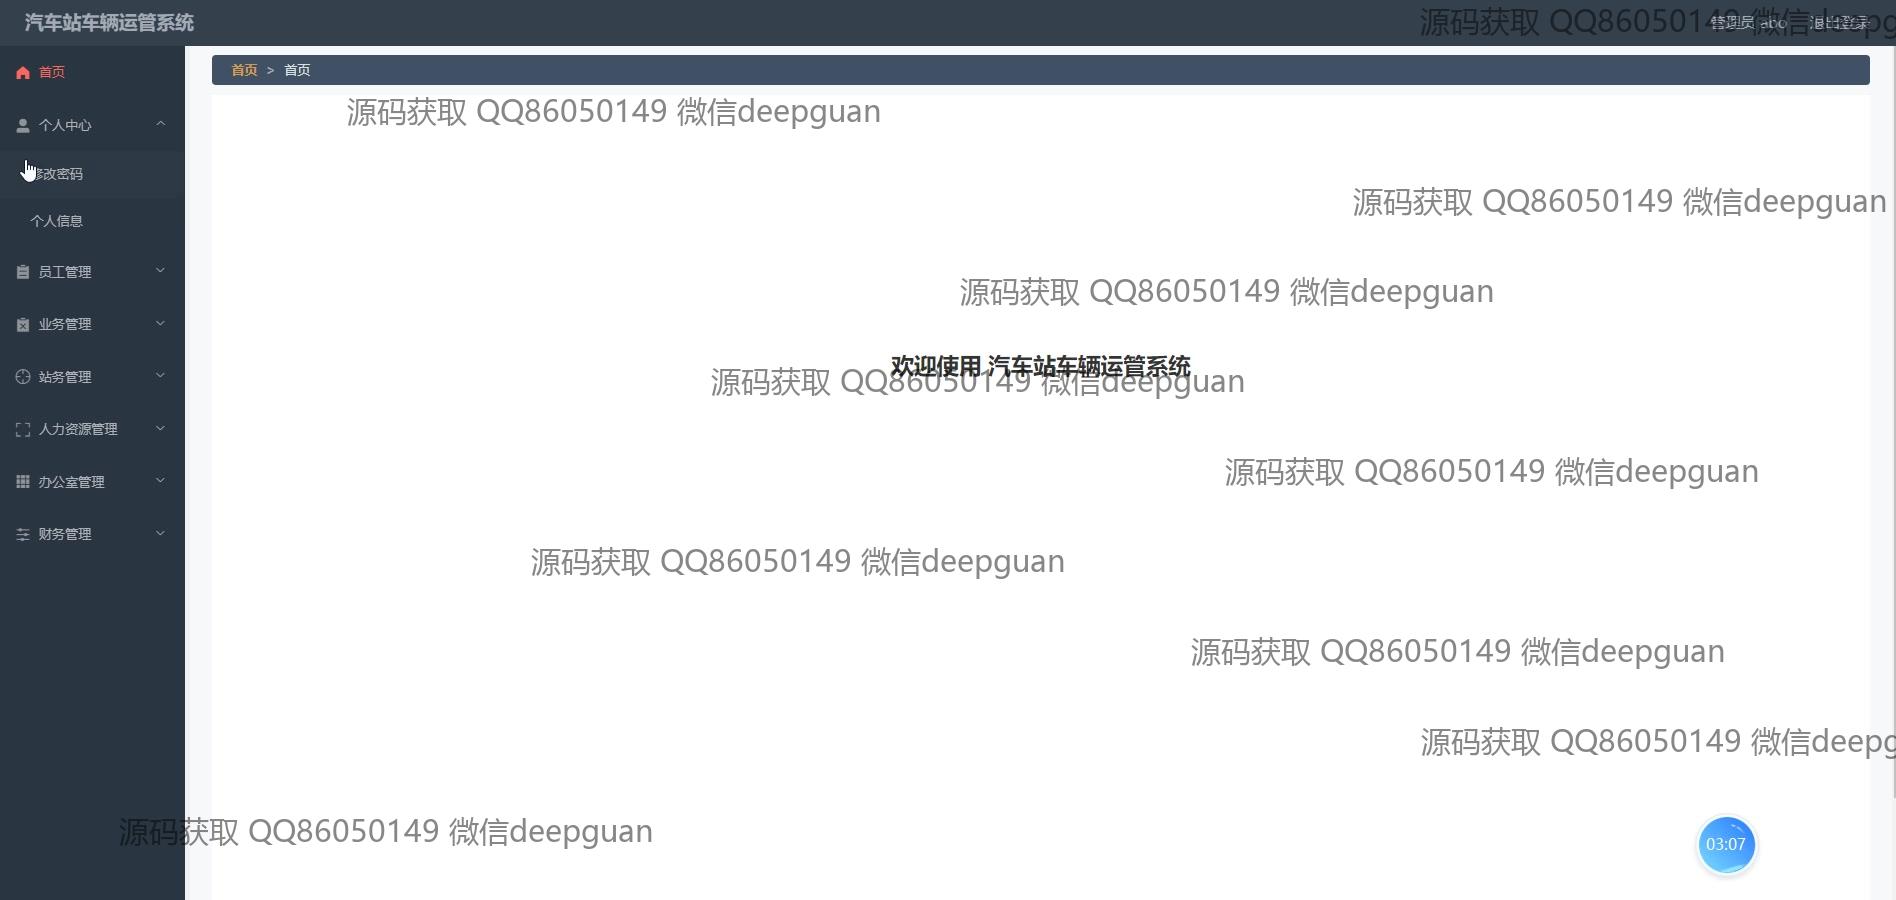 汽车站车辆运管系统
源码获取 QQ86050149 微信deepg
管理员 abo 退出登录
首页
首页 > 首页
源码获取 QQ86050149 微信deepguan
个人中心
修改密码
源码获取 QQ86050149 微信deepguan
个人信息
员工管理
源码获取 QQ86050149 微信deepguan
业务管理
欢迎使用 汽车站车辆运管系统
站务管理
源码获取 QQ86050149 微信deepguan
人力资源管理
源码获取 QQ86050149 微信deepguan
办公室管理
财务管理
源码获取 QQ86050149 微信deepguan
源码获取 QQ86050149 微信deepguan
源码获取 QQ86050149 微信deepg
源码获取 QQ86050149 微信deepguan
03:07